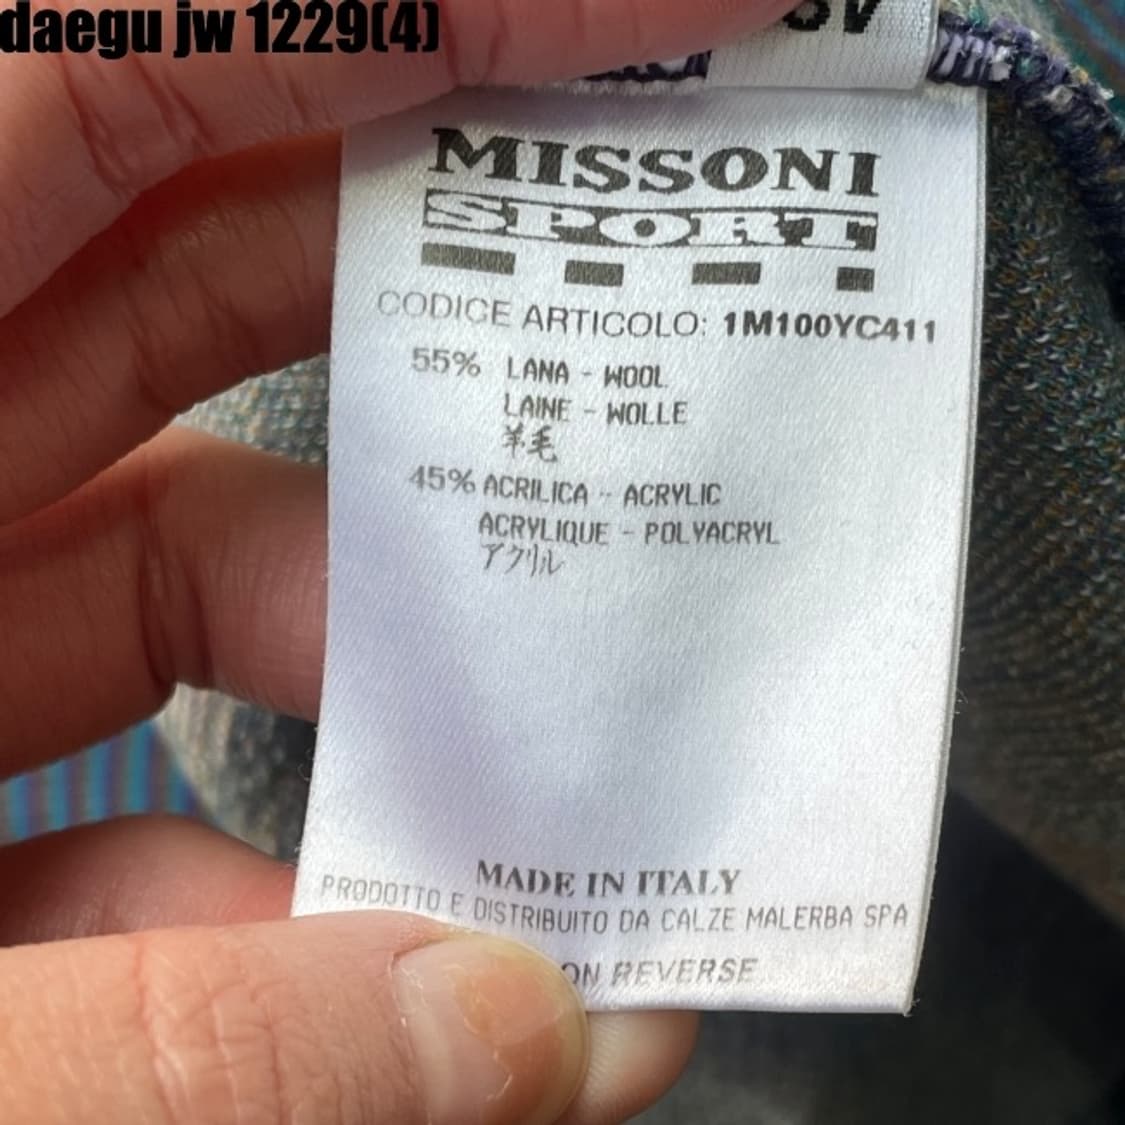 daegu jw 1229(4)
MISSONI
SPORT
CODICE ARTICOLO: 1M100YC411
55% LANA - WOOL
LAINE - WOLLE
羊毛
45% ACRILICA - ACRYLIC
ACRYLIQUE - POLYACRYL
アクリル
MADE IN ITALY
PRODOTTO E DISTRIBUITO DA CALZE MALERBA SPA
ON REVERSE